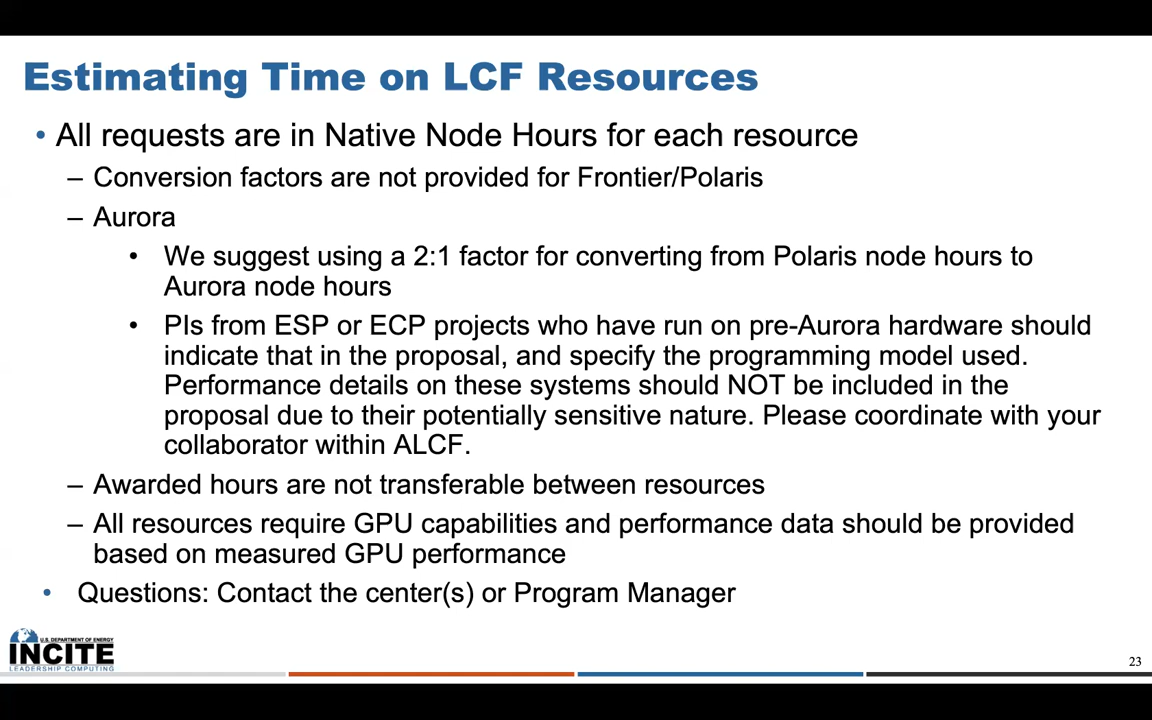 Estimating Time on LCF Resources
• All requests are in Native Node Hours for each resource
– Conversion factors are not provided for Frontier/Polaris
– Aurora
• We suggest using a 2:1 factor for converting from Polaris node hours to
Aurora node hours
• PIs from ESP or ECP projects who have run on pre-Aurora hardware should
indicate that in the proposal, and specify the programming model used.
Performance details on these systems should NOT be included in the
proposal due to their potentially sensitive nature. Please coordinate with your
collaborator within ALCF.
– Awarded hours are not transferable between resources
– All resources require GPU capabilities and performance data should be provided
based on measured GPU performance
• Questions: Contact the center(s) or Program Manager
U.S. DEPARTMENT OF ENERGY
INCITE
LEADERSHIP COMPUTING
23